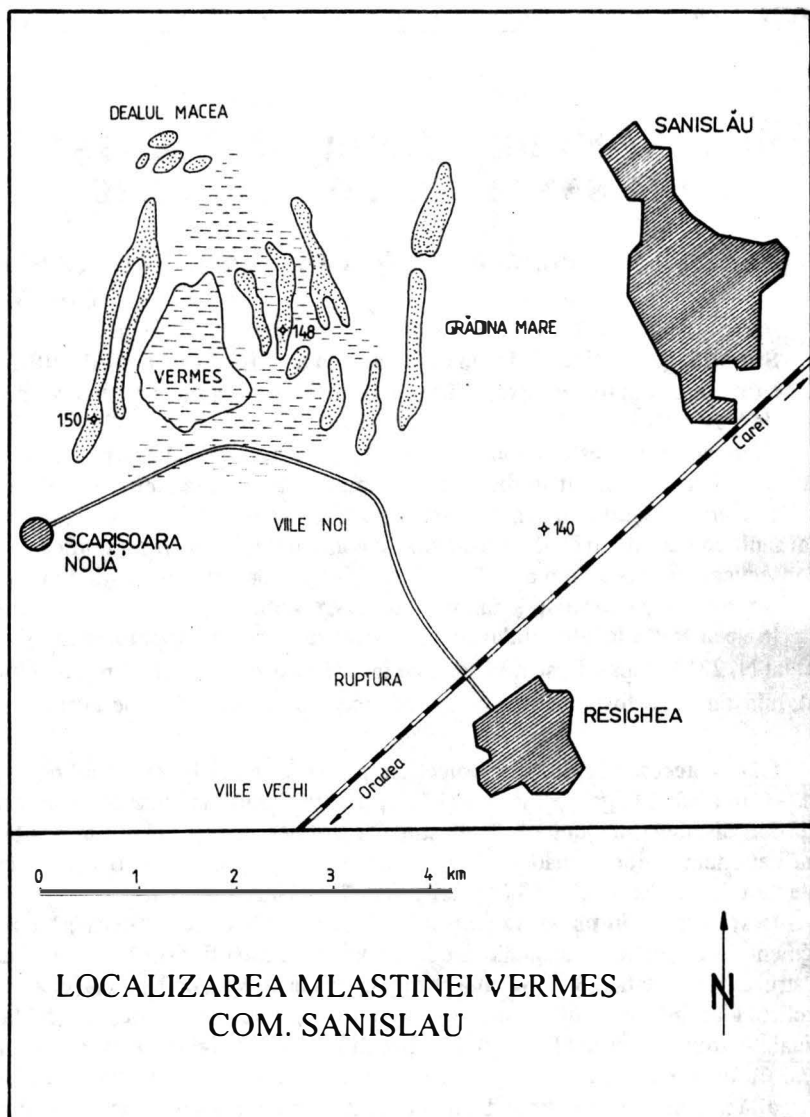 DEALUL MACEA
SANISLĂU
148
GRĂDINA MARE
VERMES
150
Carei
VIILE NOI
140
SCARIȘOARA
NOUĂ
RUPTURA
RESIGHEA
VIILE VECHI
Oradea
0 1 2 3 4 km
LOCALIZAREA MLASTINEI VERMES
COM. SANISLAU
N